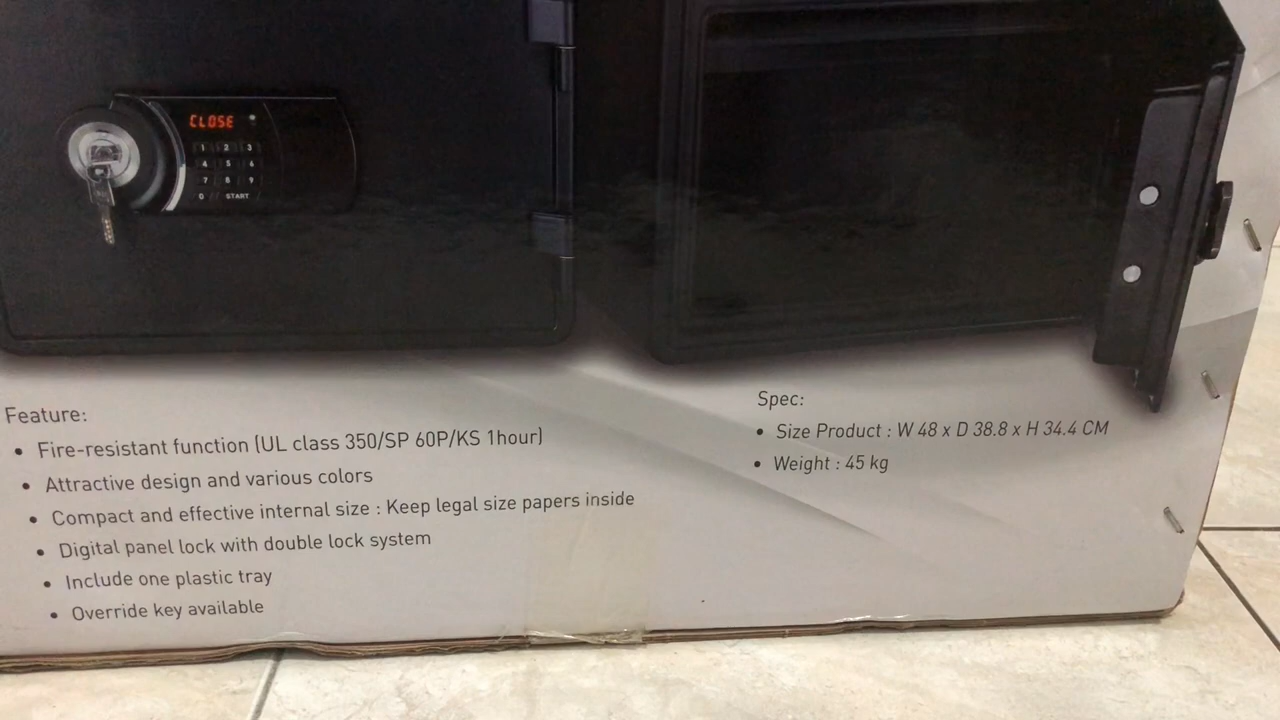 CLOSE
1 2 3
4 5 6
7 8 9
0 START
Feature:
• Fire-resistant function (UL class 350/SP 60P/KS 1hour)
• Attractive design and various colors
• Compact and effective internal size : Keep legal size papers inside
• Digital panel lock with double lock system
• Include one plastic tray
• Override key available
Spec:
• Size Product : W 48 x D 38.8 x H 34.4 CM
• Weight : 45 kg